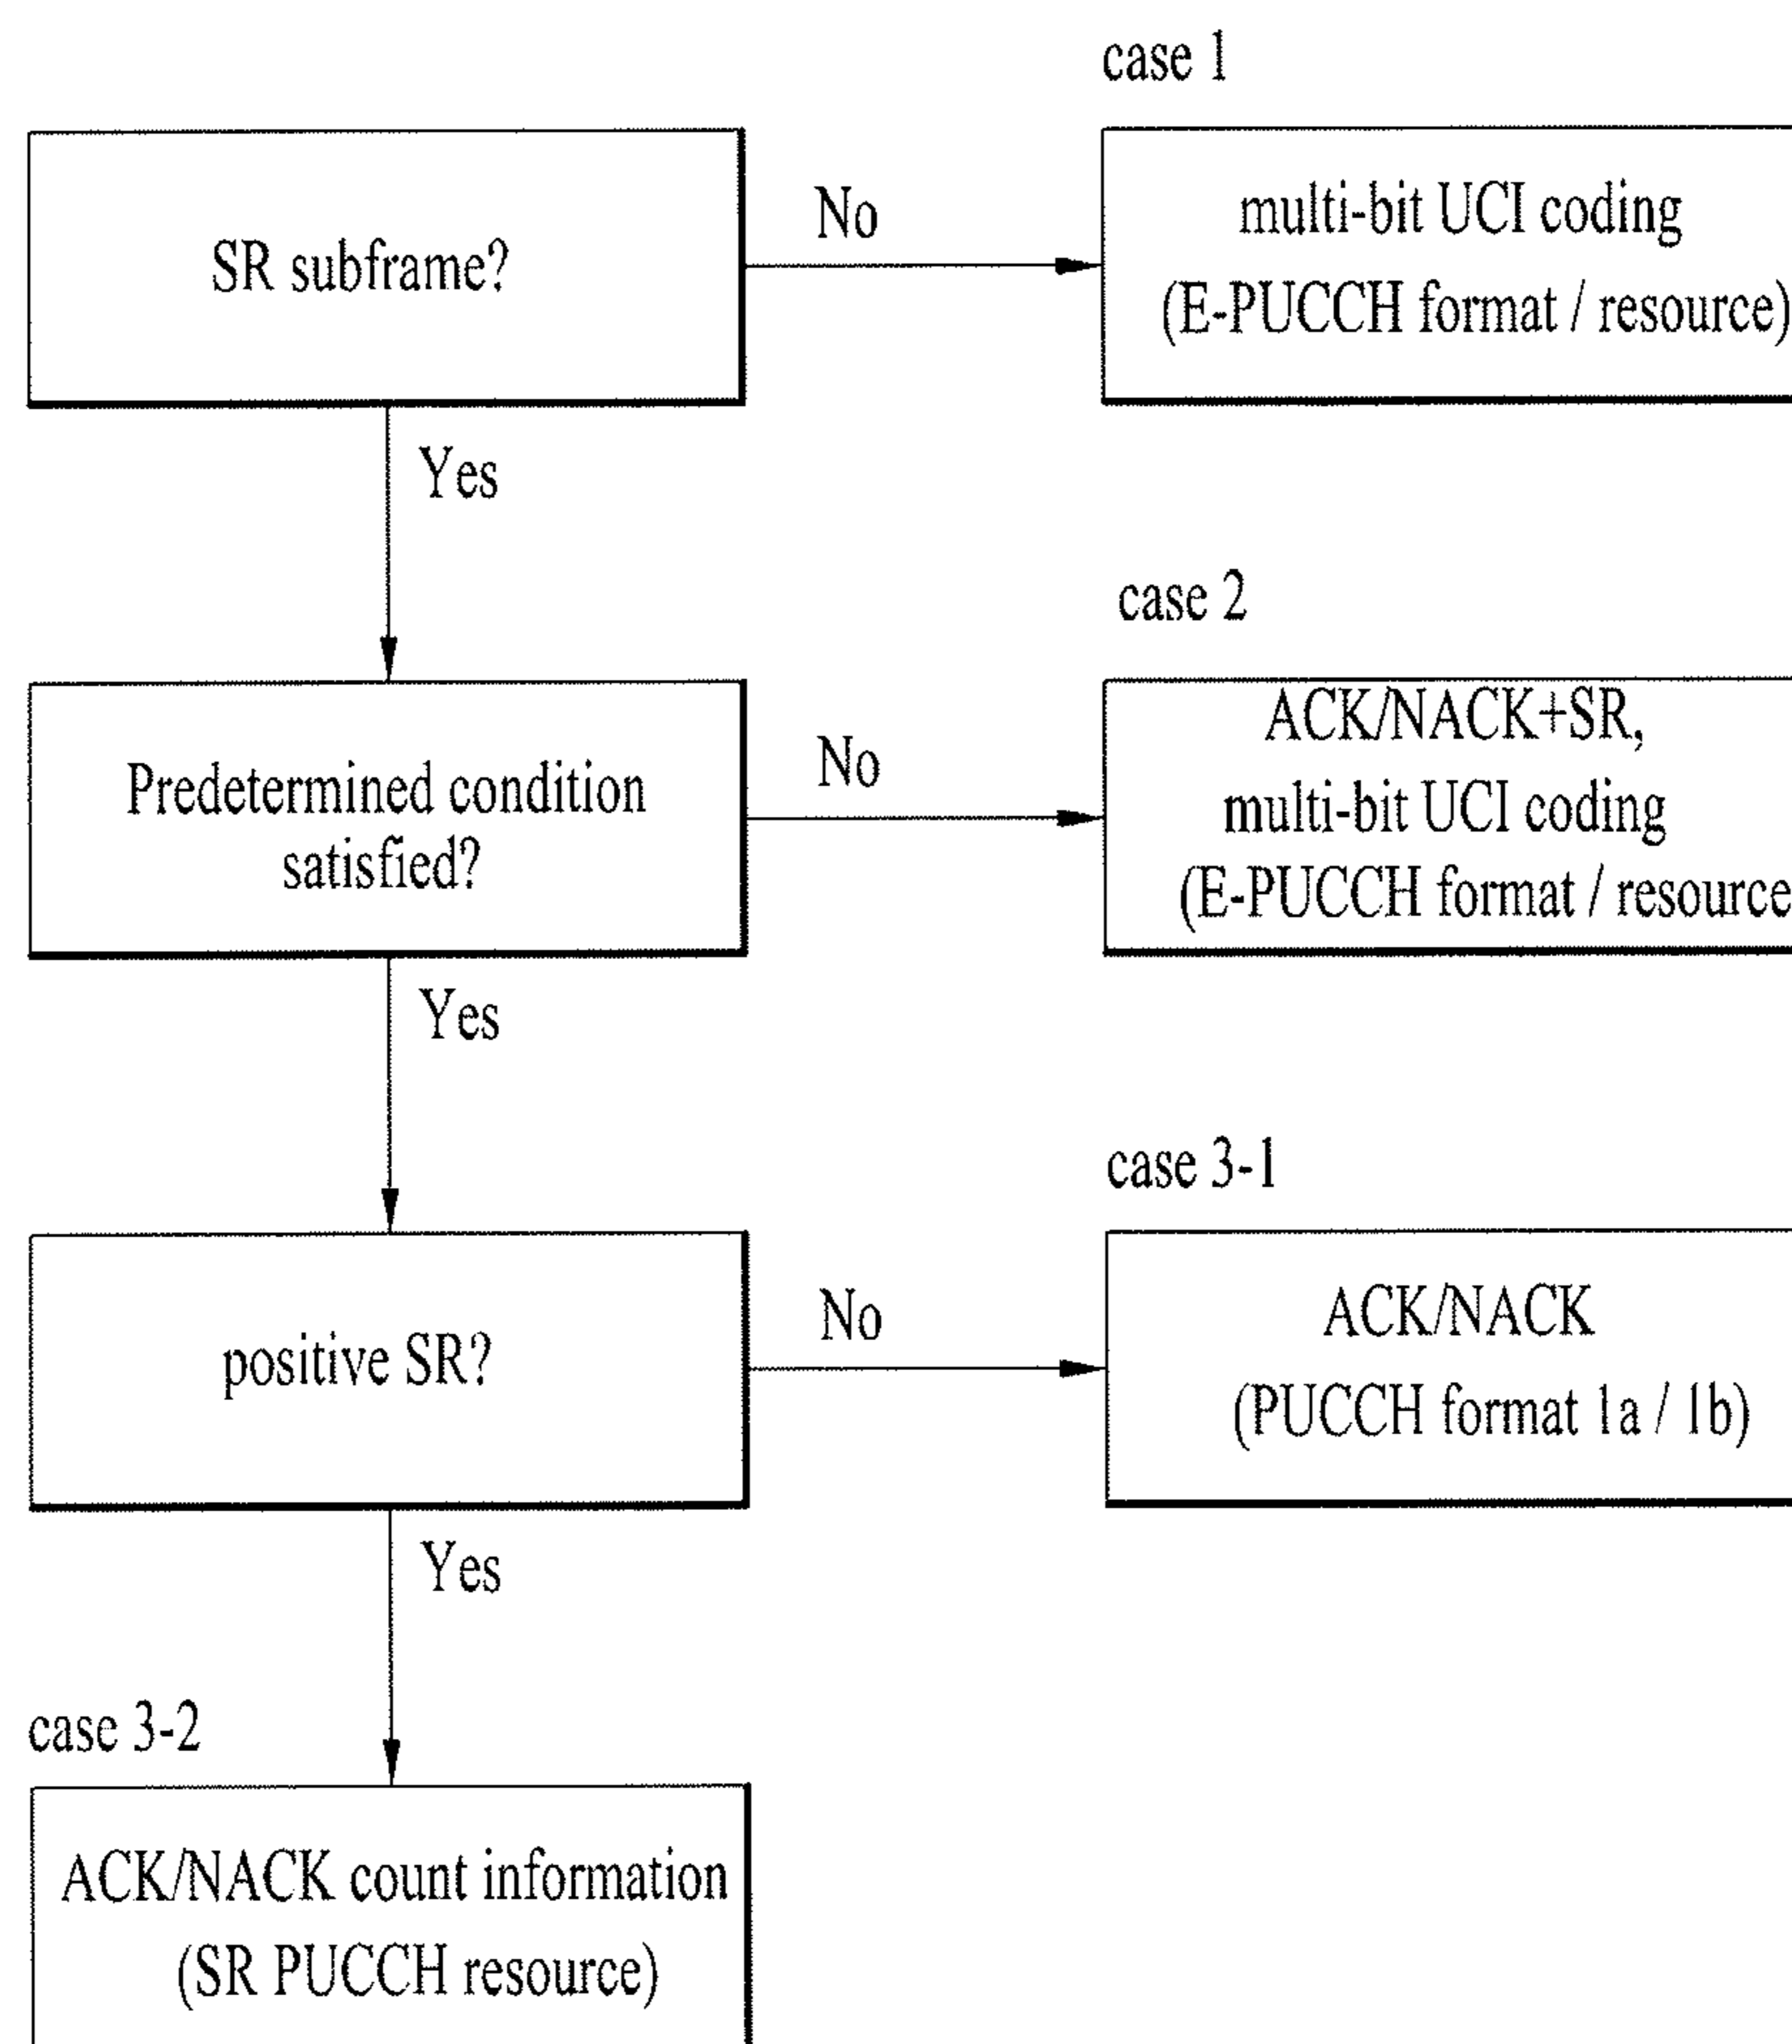 case 1
SR subframe?
No
multi-bit UCI coding
(E-PUCCH format / resource)
Yes
case 2
Predetermined condition
satisfied?
No
ACK/NACK+SR,
multi-bit UCI coding
(E-PUCCH format / resource
Yes
case 3-1
positive SR?
No
ACK/NACK
(PUCCH format 1a / 1b)
Yes
case 3-2
ACK/NACK count information
(SR PUCCH resource)